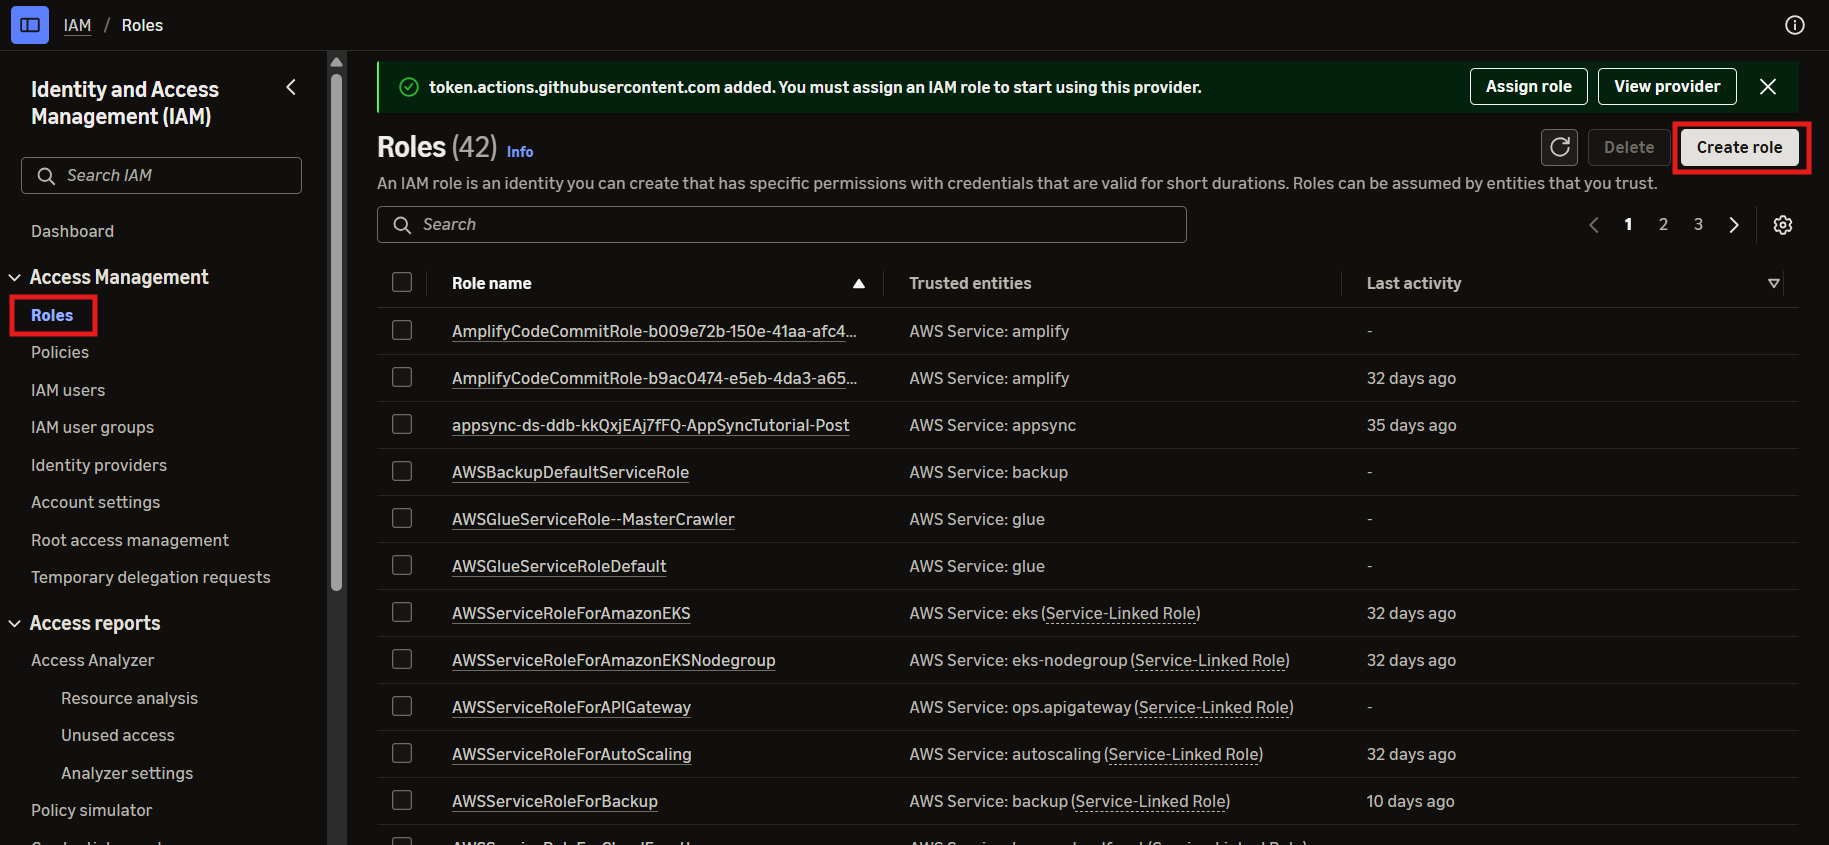 IAM / Roles
Identity and Access
Management (IAM)
Search IAM
Dashboard
Access Management
Roles
Policies
IAM users
IAM user groups
Identity providers
Account settings
Root access management
Temporary delegation requests
Access reports
Access Analyzer
Resource analysis
Unused access
Analyzer settings
Policy simulator
token.actions.githubusercontent.com added. You must assign an IAM role to start using this provider.
Assign role
View provider
Roles (42) Info
Delete
Create role
An IAM role is an identity you can create that has specific permissions with credentials that are valid for short durations. Roles can be assumed by entities that you trust.
Search
1 2 3
Role name Trusted entities Last activity
AmplifyCodeCommitRole-b009e72b-150e-41aa-afc4... AWS Service: amplify -
AmplifyCodeCommitRole-b9ac0474-e5eb-4da3-a65... AWS Service: amplify 32 days ago
appsync-ds-ddb-kkQxjEAj7fFQ-AppSyncTutorial-Post AWS Service: appsync 35 days ago
AWSBackupDefaultServiceRole AWS Service: backup -
AWSGlueServiceRole--MasterCrawler AWS Service: glue -
AWSGlueServiceRoleDefault AWS Service: glue -
AWSServiceRoleForAmazonEKS AWS Service: eks (Service-Linked Role) 32 days ago
AWSServiceRoleForAmazonEKSNodegroup AWS Service: eks-nodegroup (Service-Linked Role) 32 days ago
AWSServiceRoleForAPIGateway AWS Service: ops.apigateway (Service-Linked Role) -
AWSServiceRoleForAutoScaling AWS Service: autoscaling (Service-Linked Role) 32 days ago
AWSServiceRoleForBackup AWS Service: backup (Service-Linked Role) 10 days ago